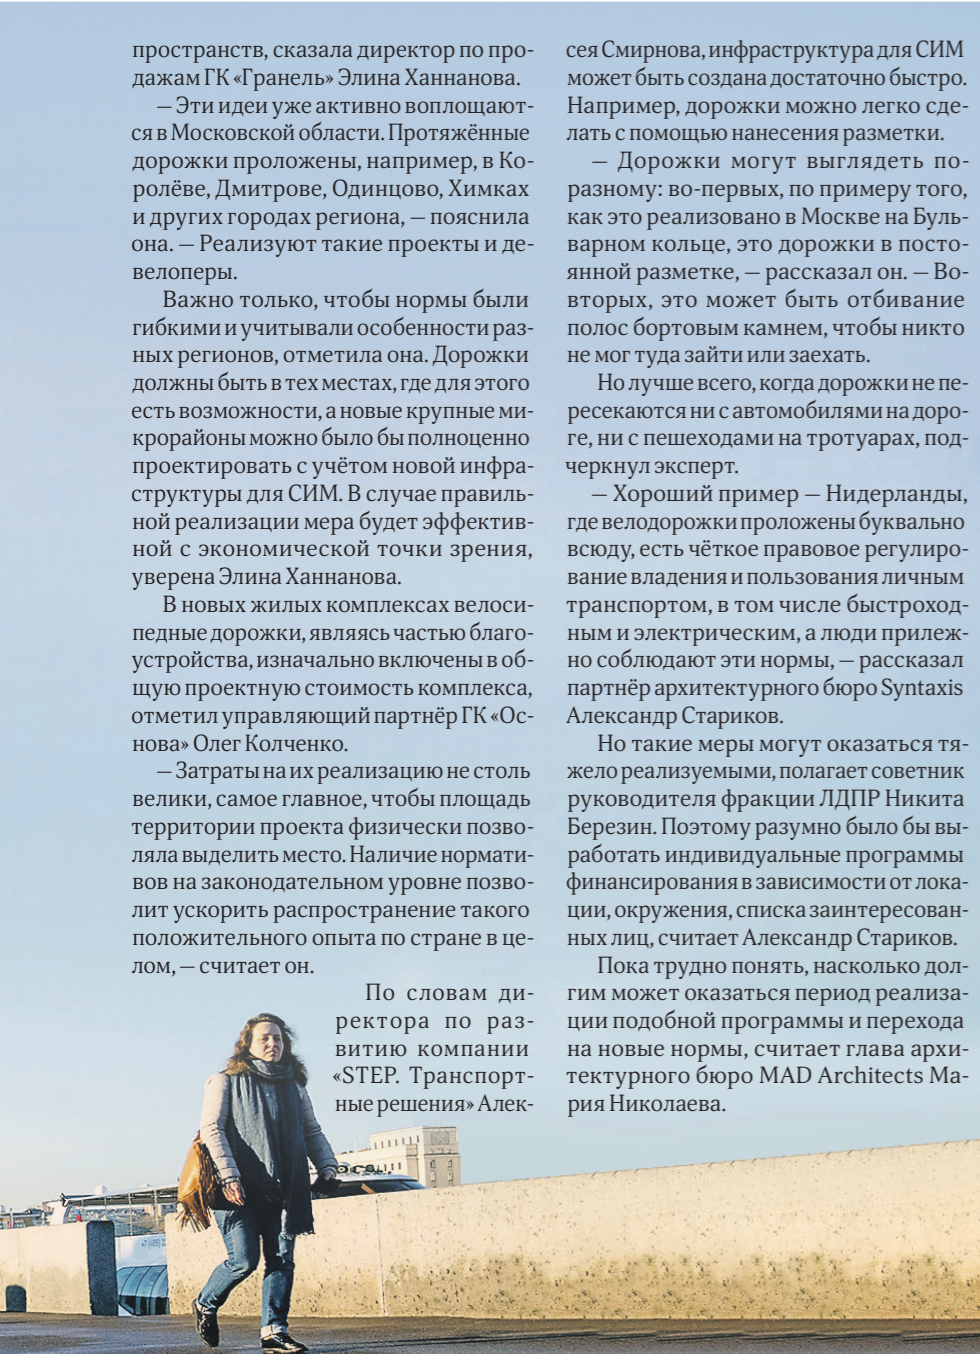 пространств, сказала директор по про-
дажам ГК «Гранель» Элина Ханнанова.
— Эти идеи уже активно воплощают-
ся в Московской области. Протяжённые
дорожки проложены, например, в Ко-
ролёве, Дмитрове, Одинцово, Химках
и других городах региона, — пояснила
она. — Реализуют такие проекты и де-
велоперы.
Важно только, чтобы нормы были
гибкими и учитывали особенности раз-
ных регионов, отметила она. Дорожки
должны быть в тех местах, где для этого
есть возможности, а новые крупные ми-
крорайоны можно было бы полноценно
проектировать с учётом новой инфра-
структуры для СИМ. В случае правиль-
ной реализации мера будет эффектив-
ной с экономической точки зрения,
уверена Элина Ханнанова.
В новых жилых комплексах велоси-
педные дорожки, являясь частью благо-
устройства, изначально включены в об-
щую проектную стоимость комплекса,
отметил управляющий партнёр ГК «Ос-
нова» Олег Колченко.
— Затраты на их реализацию не столь
велики, самое главное, чтобы площадь
территории проекта физически позво-
ляла выделить место. Наличие нормати-
вов на законодательном уровне позво-
лит ускорить распространение такого
положительного опыта по стране в це-
лом, — считает он.
По словам ди-
ректора по раз-
витию компании
«STEP. Транспорт-
ные решения» Алек-
сея Смирнова, инфраструктура для СИМ
может быть создана достаточно быстро.
Например, дорожки можно легко сде-
лать с помощью нанесения разметки.
— Дорожки могут выглядеть по-
разному: во-первых, по примеру того,
как это реализовано в Москве на Буль-
варном кольце, это дорожки в посто-
янной разметке, — рассказал он. — Во-
вторых, это может быть отбивание
полос бортовым камнем, чтобы никто
не мог туда зайти или заехать.
Но лучше всего, когда дорожки не пе-
ресекаются ни с автомобилями на доро-
ге, ни с пешеходами на тротуарах, под-
черкнул эксперт.
— Хороший пример — Нидерланды,
где велодорожки проложены буквально
всюду, есть чёткое правовое регулиро-
вание владения и пользования личным
транспортом, в том числе быстроход-
ным и электрическим, а люди прилеж-
но соблюдают эти нормы, — рассказал
партнёр архитектурного бюро Syntaxis
Александр Стариков.
Но такие меры могут оказаться тя-
жело реализуемыми, полагает советник
руководителя фракции ЛДПР Никита
Березин. Поэтому разумно было бы вы-
работать индивидуальные программы
финансирования в зависимости от лока-
ции, окружения, списка заинтересован-
ных лиц, считает Александр Стариков.
Пока трудно понять, насколько дол-
гим может оказаться период реализа-
ции подобной программы и перехода
на новые нормы, считает глава архи-
тектурного бюро MAD Architects Ма-
рия Николаева.